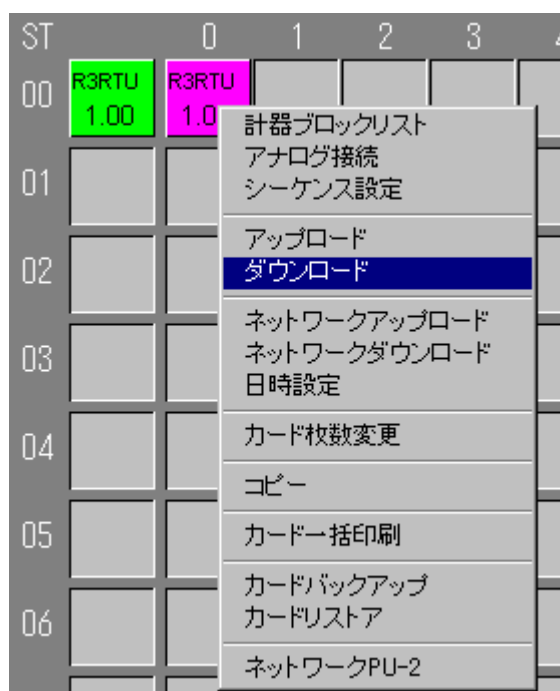 ST 0 1 2 3
00 R3RTU R3RTU
1.00 1.0
計器ブロックリスト
アナログ接続
01 シーケンス設定
アップロード
02 ダウンロード
ネットワークアップロード
03 ネットワークダウンロード
日時設定
04 カード枚数変更
コピー
05 カード一括印刷
カードバックアップ
06 カードリストア
ネットワークPU-2